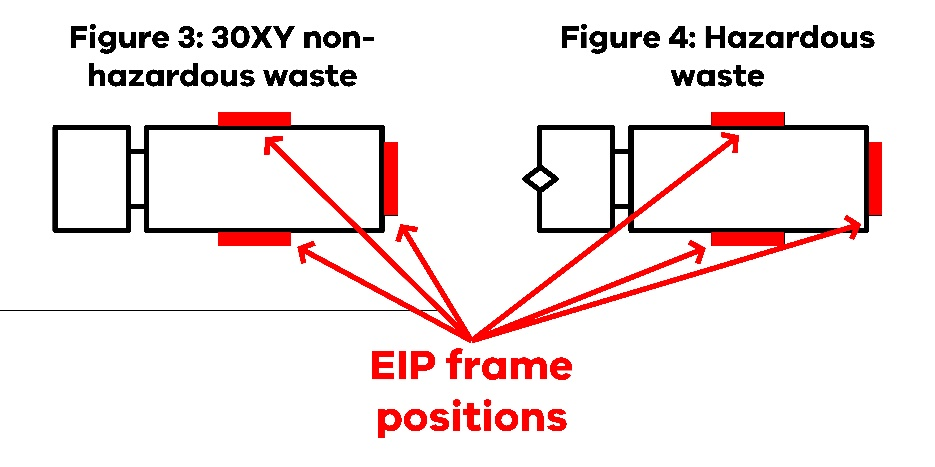 Figure 3: 30XY non-
hazardous waste
Figure 4: Hazardous
waste
EIP frame
positions